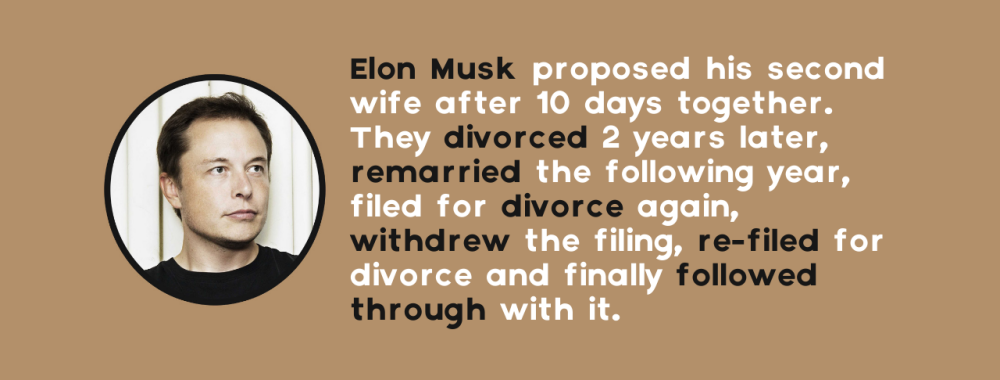 Elon Musk proposed his second
wife after 10 days together.
They divorced 2 years later,
remarried the following year,
filed for divorce again,
withdrew the filing, re-filed for
divorce and finally followed
through with it.